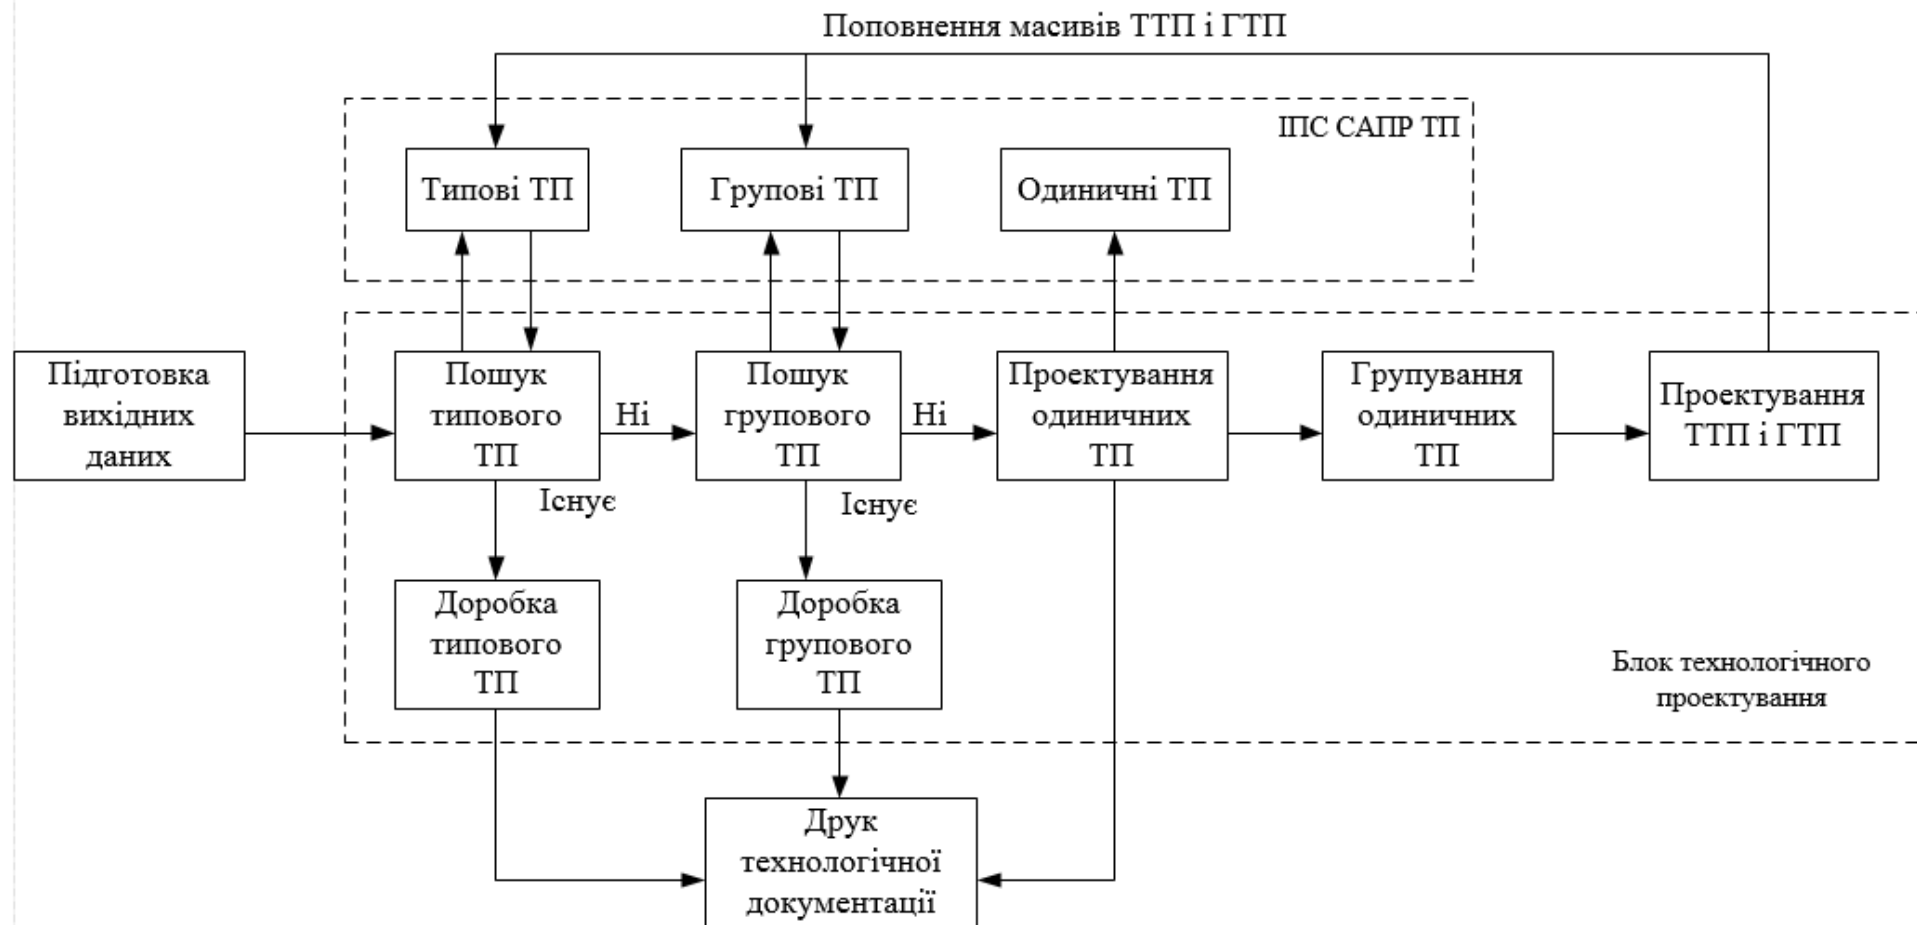 Поповнення масивів ТТП і ГТП
ІПС САПР ТП
Типові ТП
Групові ТП
Одиничні ТП
Підготовка
вихідних
даних
Пошук
типового
ТП
Ні
Пошук
групового
ТП
Ні
Проектування
одиничних
ТП
Групування
одиничних
ТП
Проектування
ТТП і ГТП
Існує
Існує
Доробка
типового
ТП
Доробка
групового
ТП
Блок технологічного
проектування
Друк
технологічної
документації